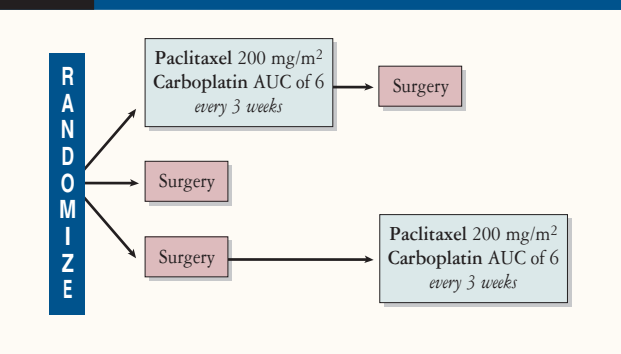 RANDOMIZE
Paclitaxel 200 mg/m²
Carboplatin AUC of 6
every 3 weeks
Surgery
Surgery
Surgery
Paclitaxel 200 mg/m²
Carboplatin AUC of 6
every 3 weeks